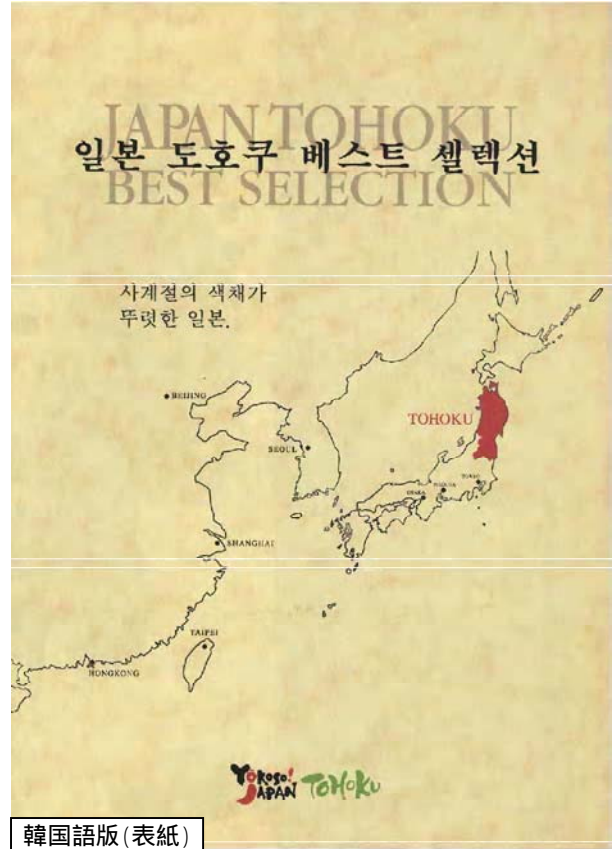 JAPAN TOHOKU
일본 도호쿠 베스트 셀렉션
BEST SELECTION
사계절의 색채가
뚜렷한 일본.
BEIJING
TOHOKU
SEOUL
TOKYO
OSAKA
SHANGHAI
TAIPEI
HONGKONG
Yokoso!
JAPAN TOHOKU
韓国語版(表紙)